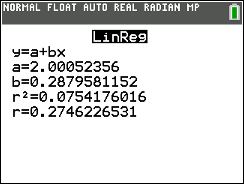 NORMAL FLOAT AUTO REAL RADIAN MP
LinReg
y=a+bx
a=2.00052356
b=0.2879581152
r²=0.0754176016
r=0.2746226531